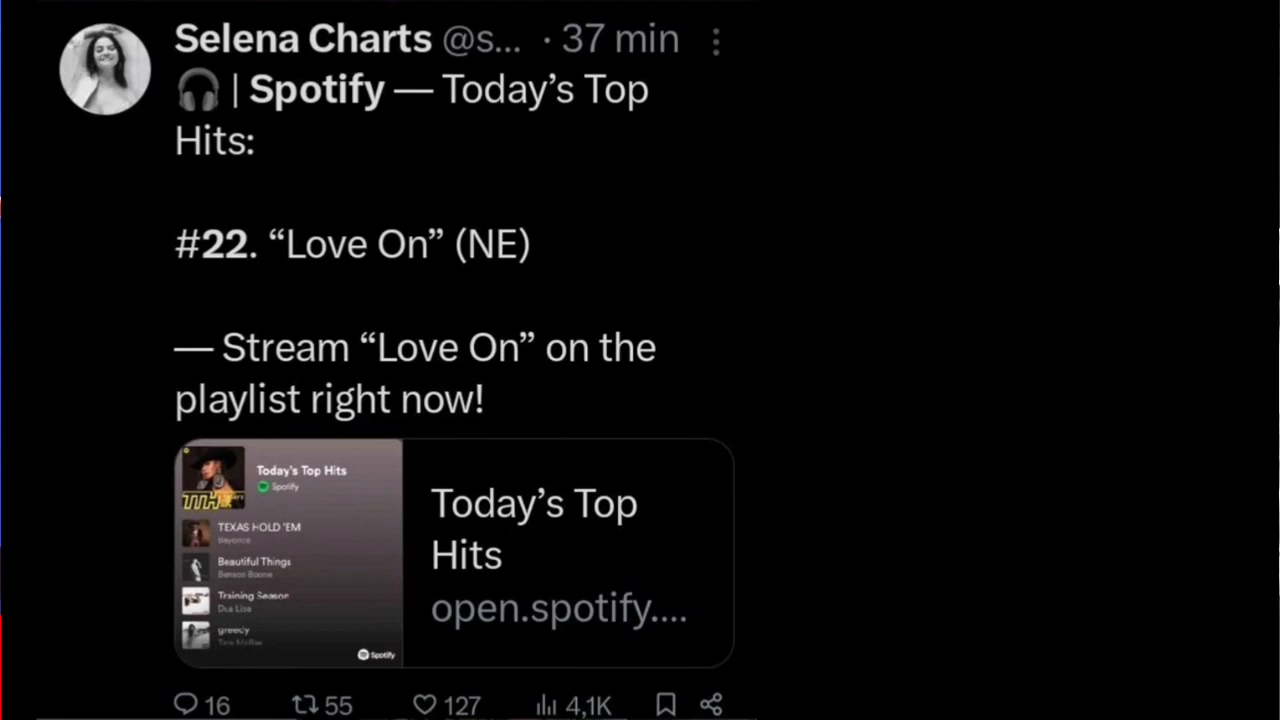 Selena Charts @s... · 37 min
🎧 | Spotify — Today’s Top
Hits:
#22. “Love On” (NE)
— Stream “Love On” on the
playlist right now!
Today's Top Hits
Spotify
TEXAS HOLD 'EM
Beyoncé
Beautiful Things
Benson Boone
Training Season
Dua Lipa
greedy
Tate McRae
Spotify
Today’s Top
Hits
open.spotify....
16 55 127 4,1K